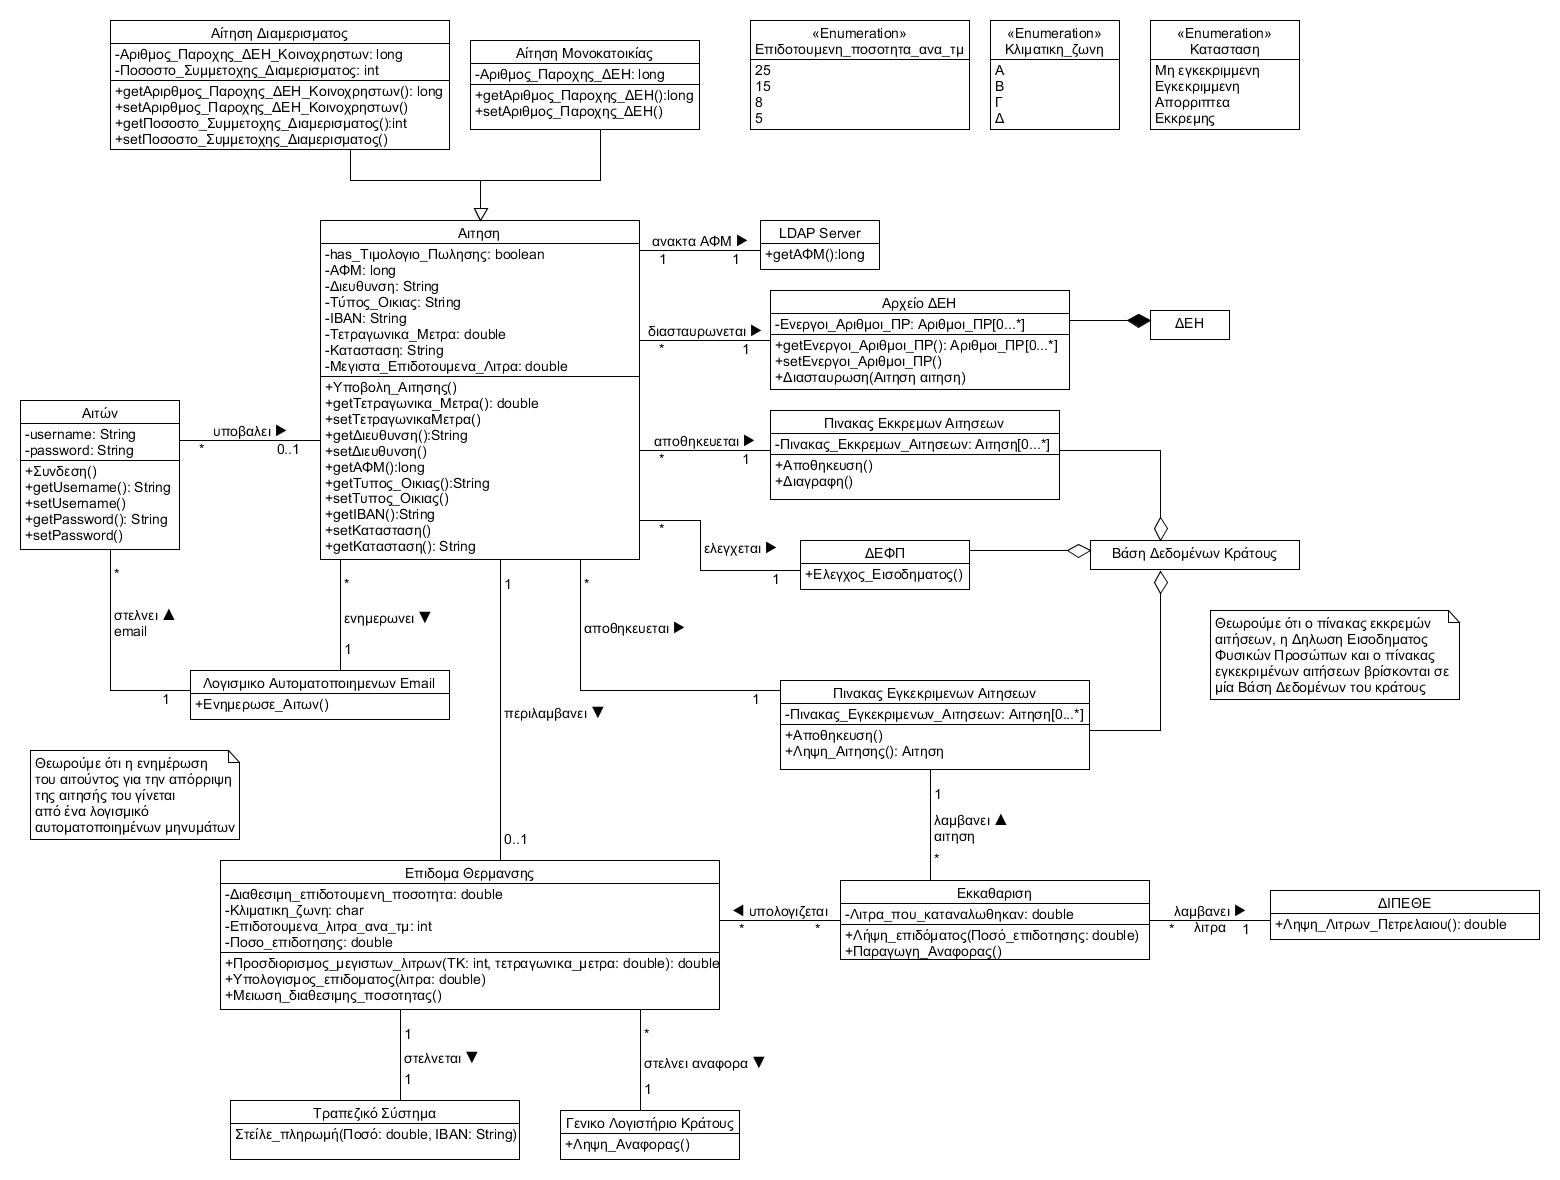 Αίτηση Διαμερισματος
-Αριθμος_Παροχης_ΔΕΗ_Κοινοχρηστων: long
-Ποσοστο_Συμμετοχης_Διαμερισματος: int
+getΑριρθμος_Παροχης_ΔΕΗ_Κοινοχρηστων(): long
+setΑριρθμος_Παροχης_ΔΕΗ_Κοινοχρηστων()
+getΠοσοστο_Συμμετοχης_Διαμερισματος():int
+setΠοσοστο_Συμμετοχης_Διαμερισματος()
Αίτηση Μονοκατοικίας
-Αριθμος_Παροχης_ΔΕΗ: long
+getΑριθμος_Παροχης_ΔΕΗ():long
+setΑριθμος_Παροχης_ΔΕΗ()
«Enumeration»
Επιδοτουμενη_ποσοτητα_ανα_τμ
25
15
8
5
«Enumeration»
Κλιματικη_ζωνη
Α
Β
Γ
Δ
«Enumeration»
Κατασταση
Μη εγκεκριμμενη
Εγκεκριμμενη
Απορριπτεα
Εκκρεμης
Αιτηση
-has_Τιμολογιο_Πωλησης: boolean
-ΑΦΜ: long
-Διευθυνση: String
-Τύπος_Οικιας: String
-IBAN: String
-Τετραγωνικα_Μετρα: double
-Κατασταση: String
-Μεγιστα_Επιδοτουμενα_Λιτρα: double
+Υποβολη_Αιτησης()
+getΤετραγωνικα_Μετρα(): double
+setΤετραγωνικαΜετρα()
+getΔιευθυνση():String
+setΔιευθυνση()
+getΑΦΜ():long
+getΤυπος_Οικιας():String
+setΤυπος_Οικιας()
+getIBAN():String
+setΚατασταση()
+getΚατασταση(): String
ανακτα ΑΦΜ ▶
1 1
LDAP Server
+getΑΦΜ():long
διασταυρωνεται ▶
* 1
Αρχείο ΔΕΗ
-Ενεργοι_Αριθμοι_ΠΡ: Αριθμοι_ΠΡ[0...*]
+getΕνεργοι_Αριθμοι_ΠΡ(): Αριθμοι_ΠΡ[0...*]
+setΕνεργοι_Αριθμοι_ΠΡ()
+Διασταυρωση(Αιτηση αιτηση)
ΔΕΗ
Αιτών
-username: String
-password: String
+Συνδεση()
+getUsername(): String
+setUsername()
+getPassword(): String
+setPassword()
υποβαλει ▶
* 0..1
αποθηκευεται ▶
* 1
Πινακας Εκκρεμων Αιτησεων
-Πινακας_Εκκρεμων_Αιτησεων: Αιτηση[0...*]
+Αποθηκευση()
+Διαγραφη()
*
ελεγχεται ▶
1
ΔΕΦΠ
+Ελεγχος_Εισοδηματος()
Βάση Δεδομένων Κράτους
*
στελνει ▲
email
1
*
ενημερωνει ▼
1
1
περιλαμβανει ▼
0..1
*
αποθηκευεται ▶
1
Θεωρούμε ότι ο πίνακας εκκρεμών
αιτήσεων, η Δηλωση Εισοδηματος
Φυσικών Προσώπων και ο πίνακας
εγκεκριμένων αιτήσεων βρίσκονται σε
μία Βάση Δεδομένων του κράτους
Λογισμικο Αυτοματοποιημενων Email
+Ενημερωσε_Αιτων()
Πινακας Εγκεκριμενων Αιτησεων
-Πινακας_Εγκεκριμενων_Αιτησεων: Αιτηση[0...*]
+Αποθηκευση()
+Ληψη_Αιτησης(): Αιτηση
Θεωρούμε ότι η ενημέρωση
του αιτούντος για την απόρριψη
της αιτησής του γίνεται
από ένα λογισμικό
αυτοματοποιημένων μηνυμάτων
1
λαμβανει ▲
αιτηση
*
Επιδομα Θερμανσης
-Διαθεσιμη_επιδοτουμενη_ποσοτητα: double
-Κλιματικη_ζωνη: char
-Επιδοτουμενα_λιτρα_ανα_τμ: int
-Ποσο_επιδοτησης: double
+Προσδιορισμος_μεγιστων_λιτρων(ΤΚ: int, τετραγωνικα_μετρα: double): double
+Υπολογισμος_επιδοματος(λιτρα: double)
+Μειωση_διαθεσιμης_ποσοτητας()
◀ υπολογιζεται
* *
Εκκαθαριση
-Λιτρα_που_καταναλωθηκαν: double
+Λήψη_επιδόματος(Ποσό_επιδοτησης: double)
+Παραγωγη_Αναφορας()
λαμβανει ▶
* λιτρα 1
ΔΙΠΕΘΕ
+Ληψη_Λιτρων_Πετρελαιου(): double
1
στελνεται ▼
1
*
στελνει αναφορα ▼
1
Τραπεζικό Σύστημα
Στείλε_πληρωμή(Ποσό: double, IBAN: String)
Γενικο Λογιστήριο Κράτους
+Ληψη_Αναφορας()